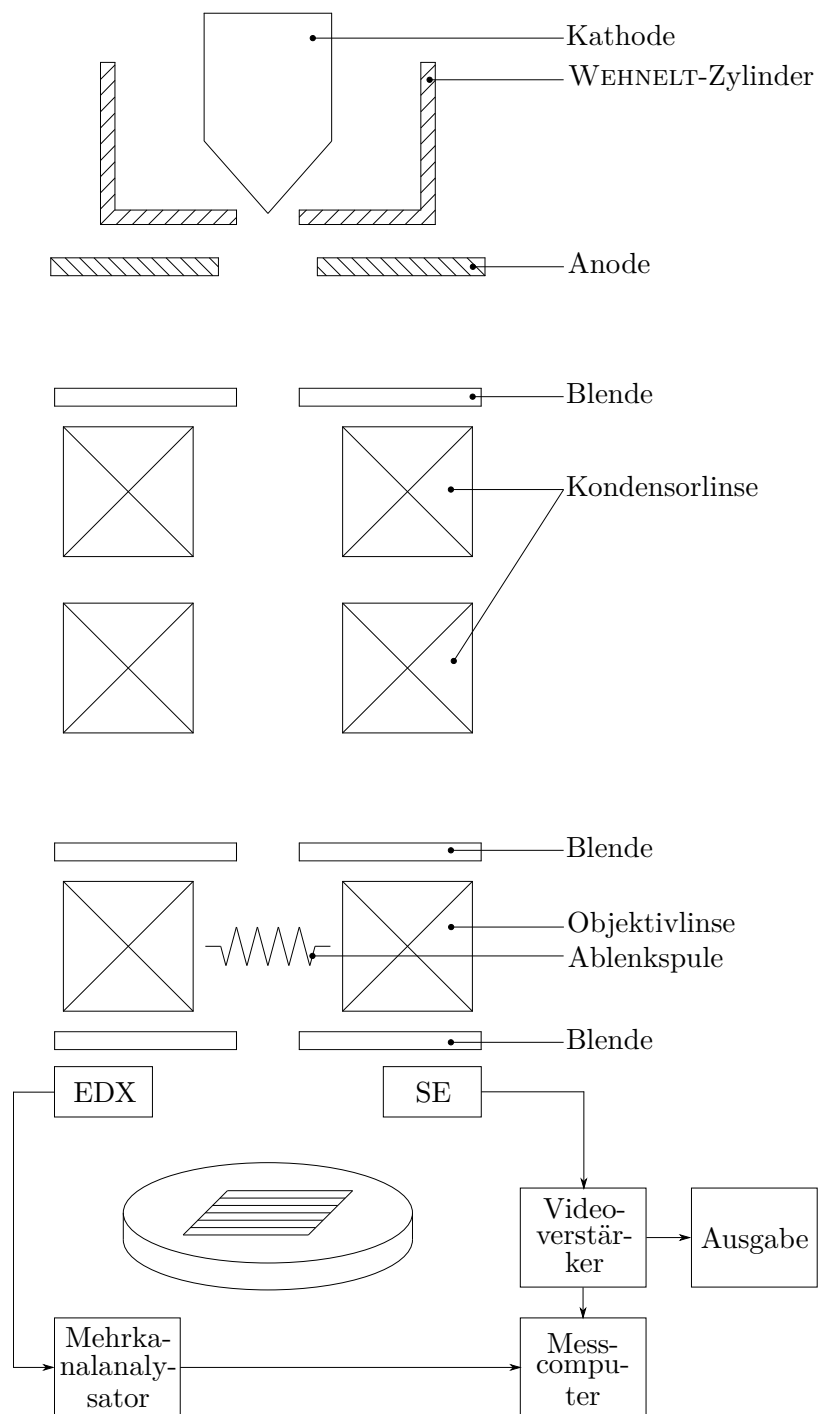 Kathode
WEHNELT-Zylinder
Anode
Blende
Kondensorlinse
Blende
Objektivlinse
Ablenkspule
Blende
EDX
SE
Video-
verstär-
ker
Ausgabe
Mehrka-
nalanaly-
sator
Mess-
compu-
ter